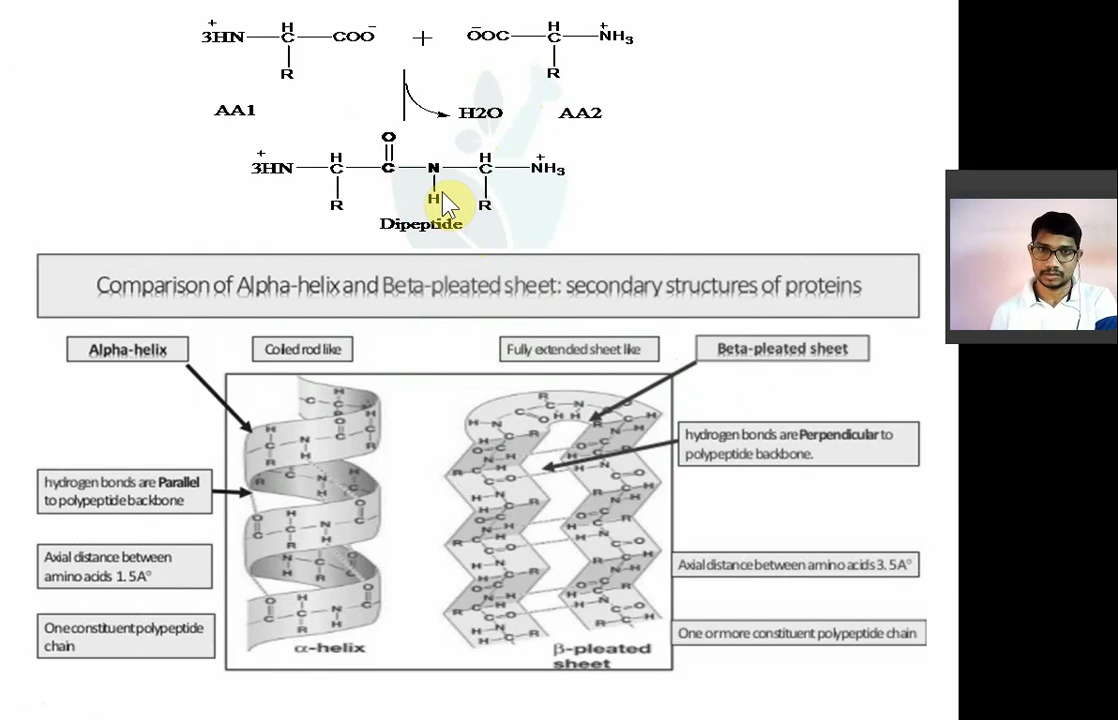 + H − H +
3HN C COO + OOC C NH3
R R
AA1 H2O AA2
O
+ H H +
3HN C C N C NH3
R H R
Dipeptide
Comparison of Alpha-helix and Beta-pleated sheet: secondary structures of proteins
Alpha-helix
Coiled rod like
Fully extended sheet like
Beta-pleated sheet
hydrogen bonds are Perpendicular to
polypeptide backbone.
hydrogen bonds are Parallel
to polypeptide backbone
Axial distance between
amino acids 1.5A°
Axial distance between amino acids 3.5A°
One constituent polypeptide
chain
One or more constituent polypeptide chain
α-helix
β-pleated
sheet